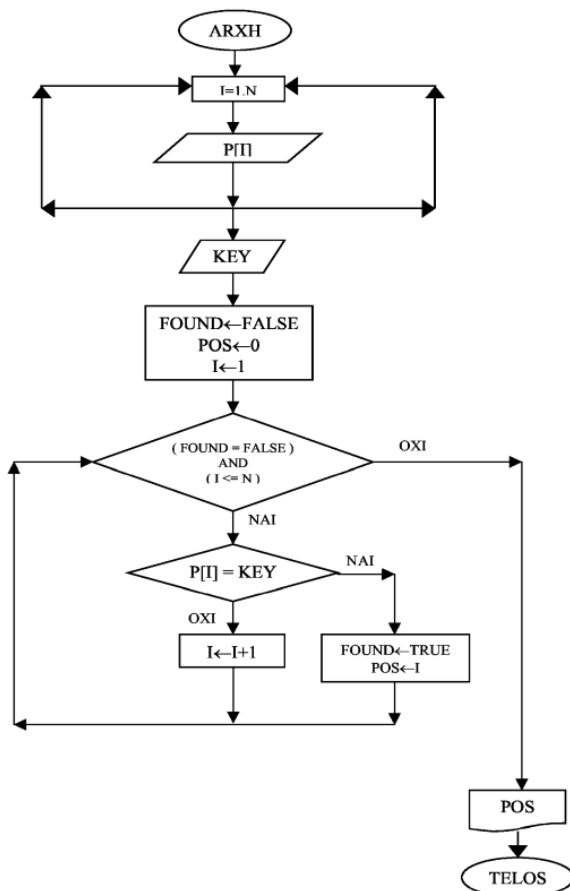 ARXH
I=1,N
P[I]
KEY
FOUND←FALSE
POS←0
I←1
( FOUND = FALSE )
AND
( I <= N )
OXI
NAI
P[I] = KEY
NAI
OXI
I←I+1
FOUND←TRUE
POS←I
POS
TELOS